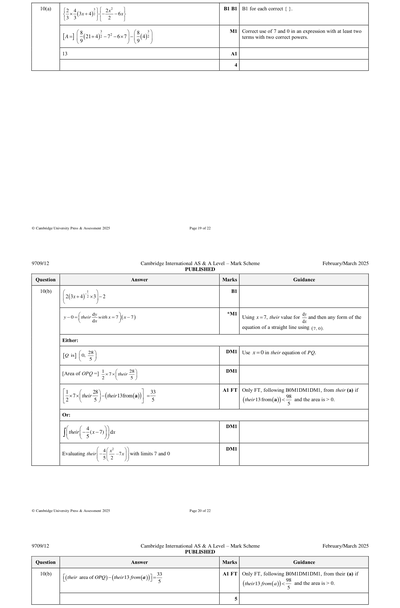 10(a)
{2/3 · 4/3 (3x+4)^{3/2}} {−2x²/2 − 6x}
B1 B1
B1 for each correct { }.
[A =] (8/9 (21+4)^{3/2} − 7² − 6×7) − (8/9 (4)^{3/2})
M1
Correct use of 7 and 0 in an expression with at least two
terms with two correct powers.
13
A1
4
© Cambridge University Press & Assessment 2025
Page 19 of 22
9709/12
Cambridge International AS & A Level – Mark Scheme
February/March 2025
PUBLISHED
Question
Answer
Marks
Guidance
10(b)
B1
y − 0 = (their dy/dx with x = 7)(x − 7)
*M1
Using x = 7, their value for dy/dx and then any form of the
equation of a straight line using (7, 0).
Either:
[Q is] (0, 28/5)
DM1
Use x = 0 in their equation of PQ.
[Area of OPQ =] 1/2 × 7 × (their 28/5)
DM1
[1/2 × 7 × (their 28/5) − (their 13 from (a))] = 33/5
A1 FT
Only FT, following B0M1DM1DM1, from their (a) if
(their 13 from (a)) < 98/5 and the area is > 0.
Or:
∫(their (−4/5 (x − 7))) dx
DM1
Evaluating their (−4/5 (x²/2 − 7x)) with limits 7 and 0
DM1
© Cambridge University Press & Assessment 2025
Page 20 of 22
9709/12
Cambridge International AS & A Level – Mark Scheme
February/March 2025
PUBLISHED
Question
Answer
Marks
Guidance
10(b)
[(their area of OPQ) − (their 13 from (a))] = 33/5
A1 FT
Only FT, following B0M1DM1DM1, from their (a) if
(their 13 from (a)) < 98/5 and the area is > 0.
5